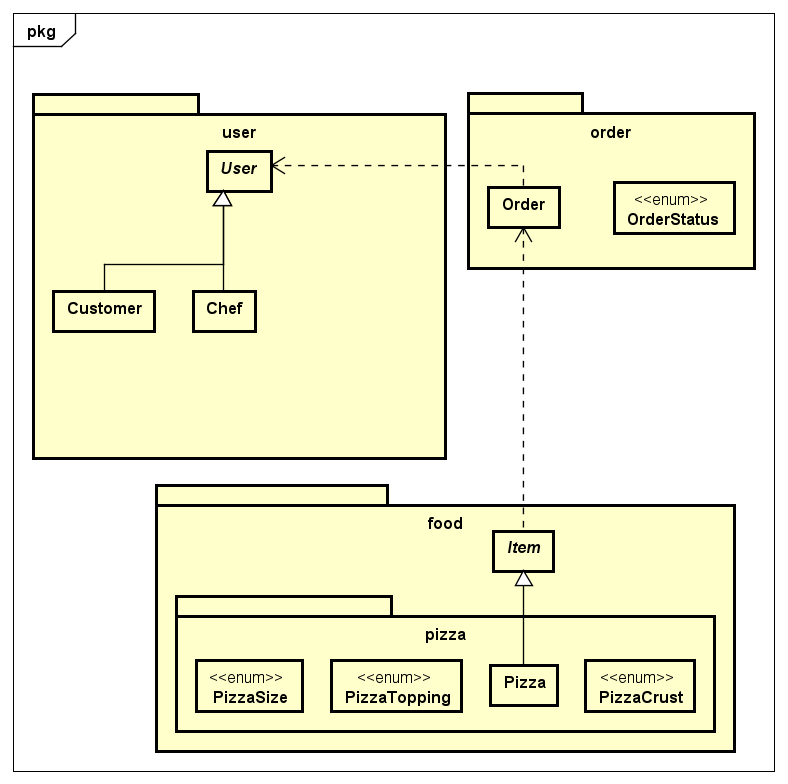 pkg
user
User
Customer
Chef
order
Order
<<enum>>
OrderStatus
food
Item
pizza
<<enum>>
PizzaSize
<<enum>>
PizzaTopping
Pizza
<<enum>>
PizzaCrust